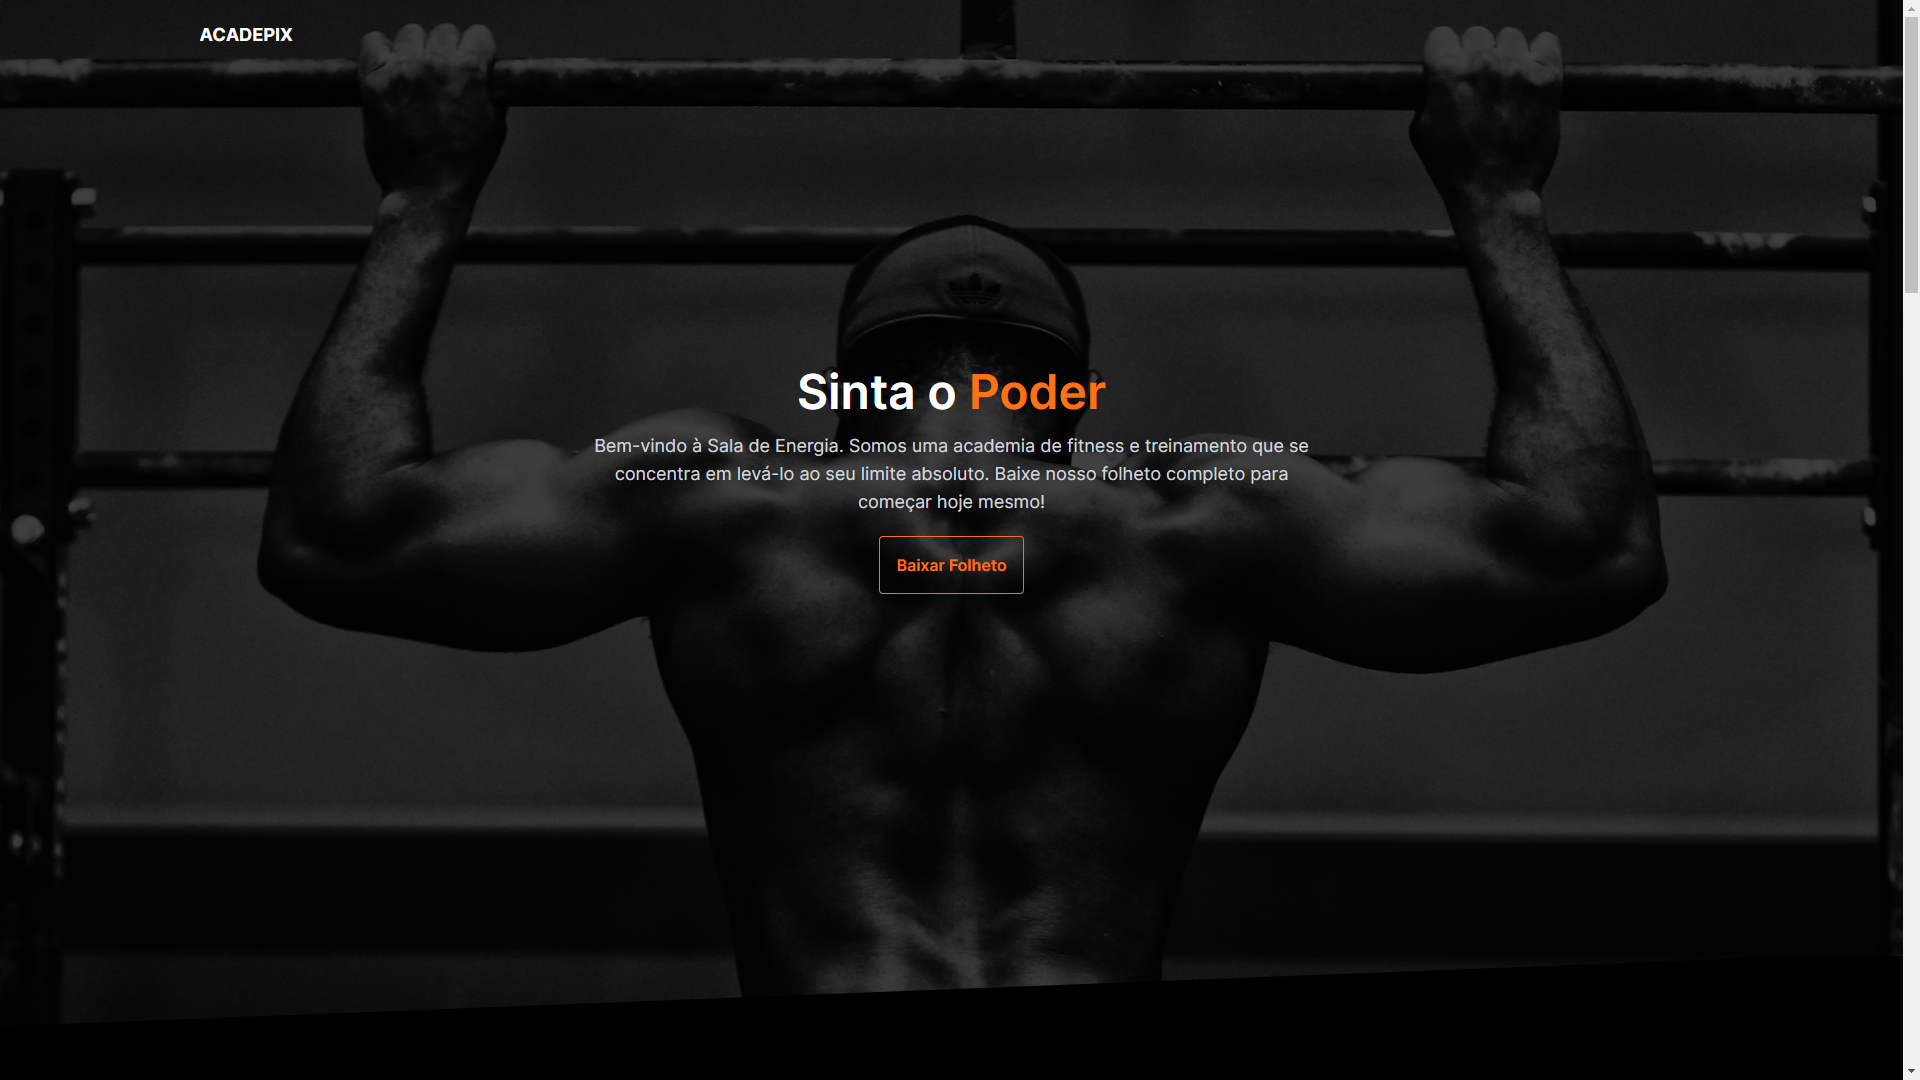 ACADEPIX
Sinta o Poder
Bem-vindo à Sala de Energia. Somos uma academia de fitness e treinamento que se
concentra em levá-lo ao seu limite absoluto. Baixe nosso folheto completo para
começar hoje mesmo!
Baixar Folheto